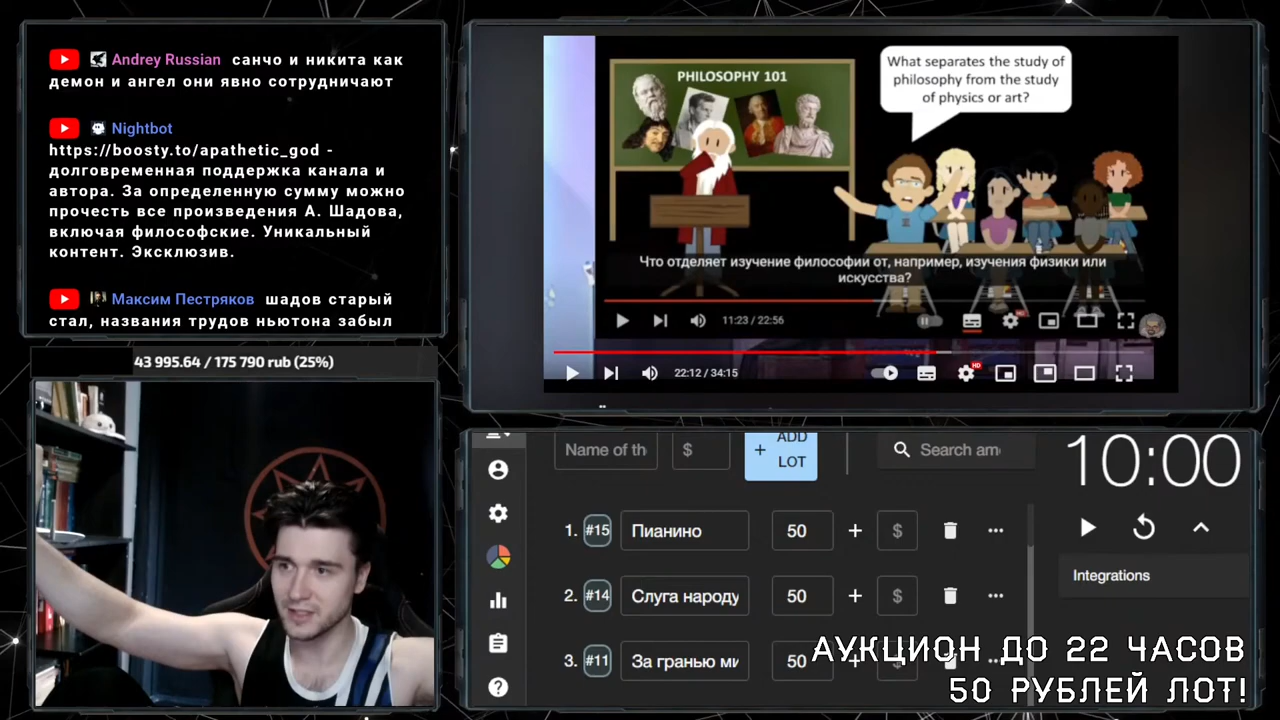 Andrey Russian санчо и никита как
демон и ангел они явно сотрудничают
Nightbot
https://boosty.to/apathetic_god -
долговременная поддержка канала и
автора. За определенную сумму можно
прочесть все произведения А. Шадова,
включая философские. Уникальный
контент. Эксклюзив.
Максим Пестряков шадов старый
стал, названия трудов ньютона забыл
43 995.64 / 175 790 rub (25%)
PHILOSOPHY 101
What separates the study of
philosophy from the study
of physics or art?
Что отделяет изучение философии от, например, изучения физики или
искусства?
11:23 / 22:56
HD
22:12 / 34:15
Name of th
$
+ ADD
LOT
Search am
10:00
1. #15 Пианино 50 + $
2. #14 Слуга народу 50 + $
3. #11 За гранью ми 50
Integrations
АУКЦИОН ДО 22 ЧАСОВ
50 РУБЛЕЙ ЛОТ!